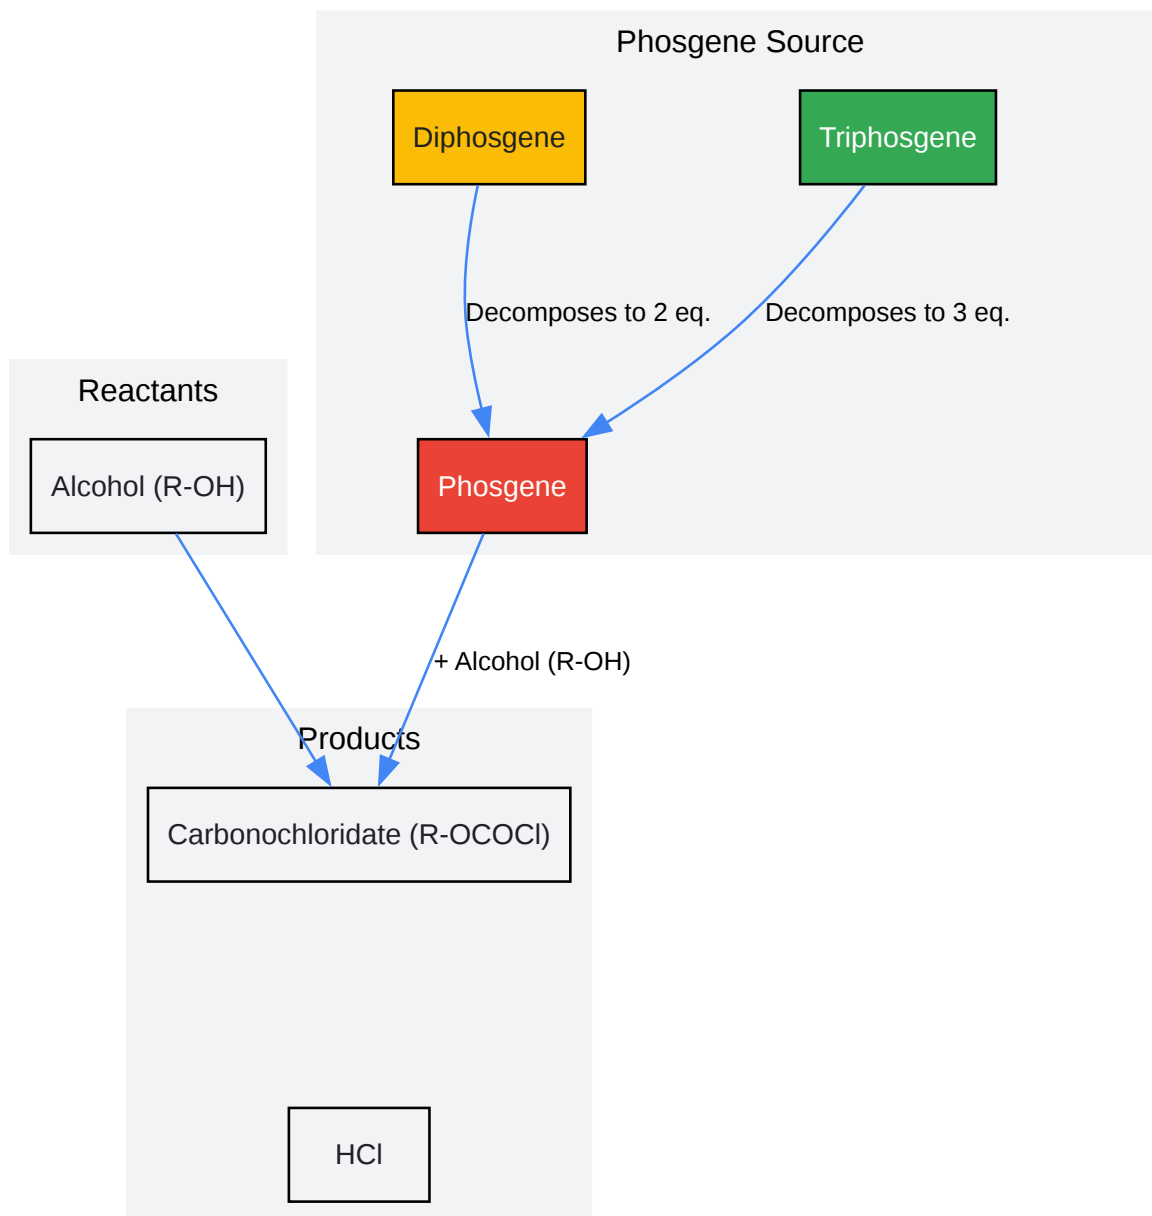 Phosgene Source
Diphosgene
Triphosgene
Decomposes to 2 eq.
Decomposes to 3 eq.
Reactants
Alcohol (R-OH)
Phosgene
+ Alcohol (R-OH)
Products
Carbonochloridate (R-OCOCl)
HCl